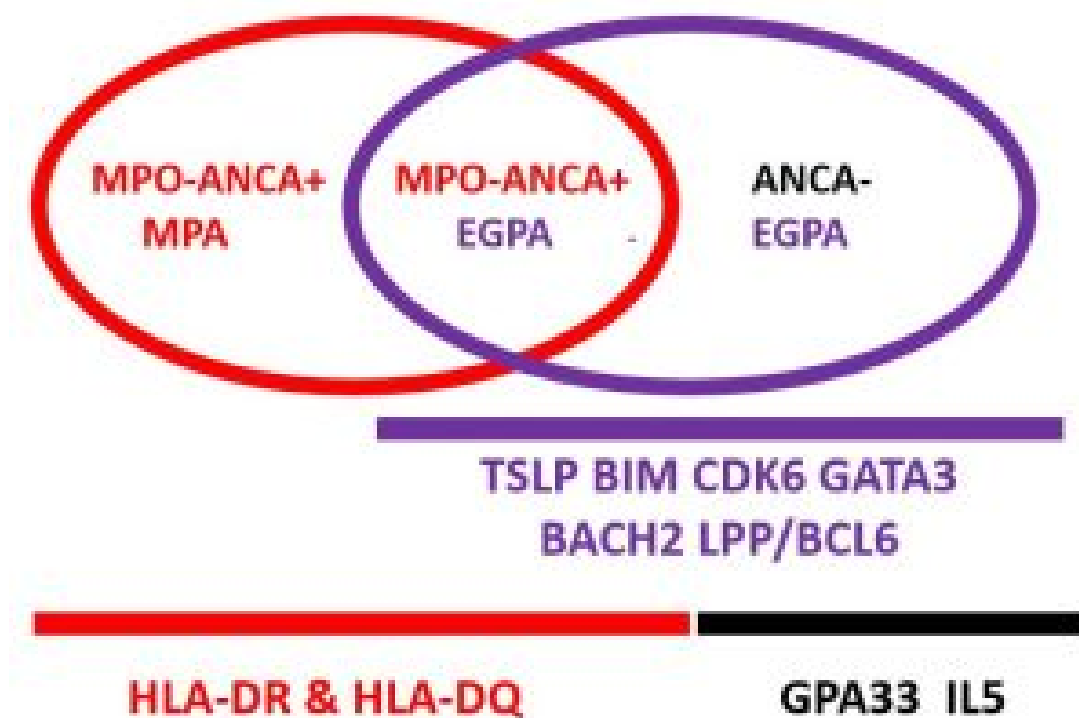 MPO-ANCA+ MPO-ANCA+ ANCA-
MPA EGPA EGPA
TSLP BIM CDK6 GATA3
BACH2 LPP/BCL6
HLA-DR & HLA-DQ GPA33 IL5